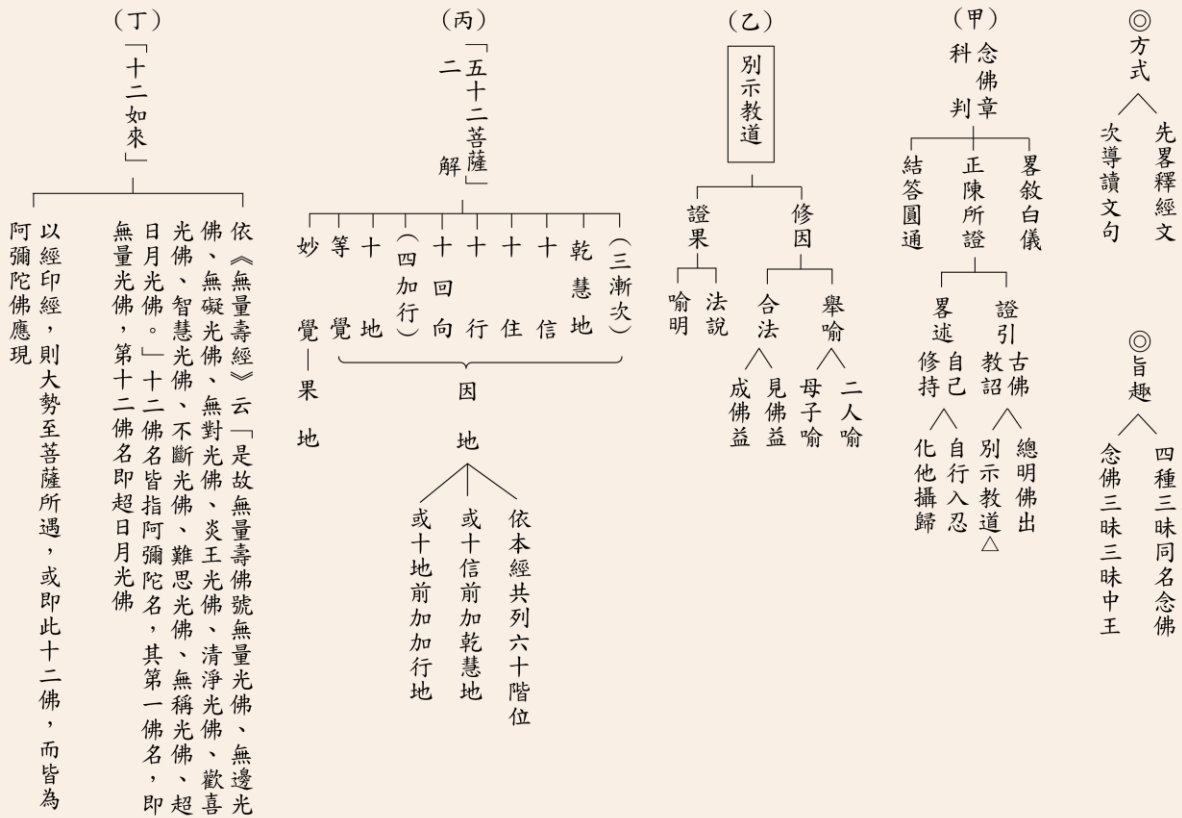 ◎方式
先畧釋經文
次導讀文句
◎旨趣
四種三昧同名念佛
念佛三昧三昧中王
（甲）
念佛章
科判
畧敘白儀
正陳所證
結答圓通
證引古佛教詔
畧述自己修持
總明佛出
別示教道△
自行入忍
化他攝歸
（乙）
別示教道
修因
證果
舉喻
合法
法說
喻明
二人喻
母子喻
見佛益
成佛益
（丙）
「五十二菩薩」
二解
（三漸次）
乾慧地
十信
十住
十行
十回向
（四加行）
十地
等覺
妙覺—果地
因地
依本經共列六十階位
或十信前加乾慧地
或十地前加加行地
（丁）
「十二如來」
依《無量壽經》云「是故無量壽佛號無量光佛、無邊光
佛、無礙光佛、無對光佛、炎王光佛、清淨光佛、歡喜
光佛、智慧光佛、不斷光佛、難思光佛、無稱光佛、超
日月光佛。」十二佛名皆指阿彌陀名，其第一佛名，即
無量光佛，第十二佛名即超日月光佛
以經印經，則大勢至菩薩所遇，或即此十二佛，而皆為
阿彌陀佛應現